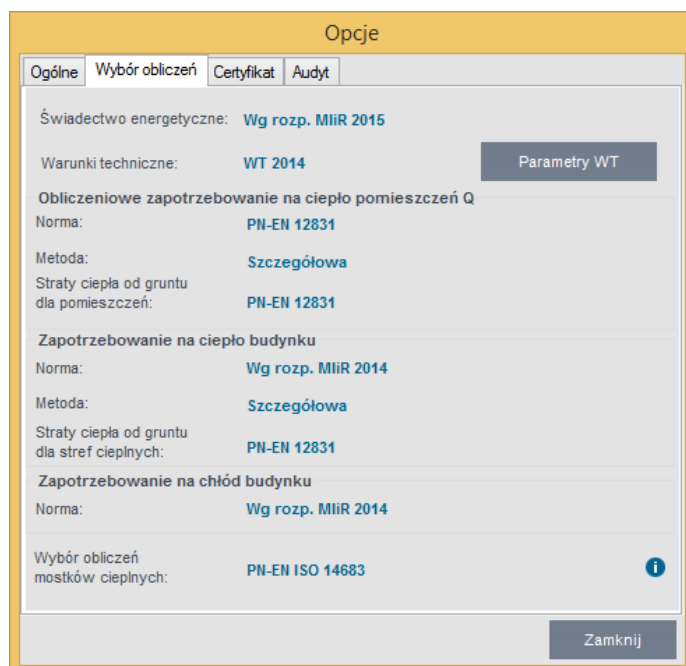 Opcje
Ogólne Wybór obliczeń Certyfikat Audyt
Świadectwo energetyczne: Wg rozp. MIiR 2015
Warunki techniczne: WT 2014 Parametry WT
Obliczeniowe zapotrzebowanie na ciepło pomieszczeń Q
Norma: PN-EN 12831
Metoda: Szczegółowa
Straty ciepła od gruntu
dla pomieszczeń: PN-EN 12831
Zapotrzebowanie na ciepło budynku
Norma: Wg rozp. MIiR 2014
Metoda: Szczegółowa
Straty ciepła od gruntu
dla stref cieplnych: PN-EN 12831
Zapotrzebowanie na chłód budynku
Norma: Wg rozp. MIiR 2014
Wybór obliczeń
mostków cieplnych: PN-EN ISO 14683
i
Zamknij